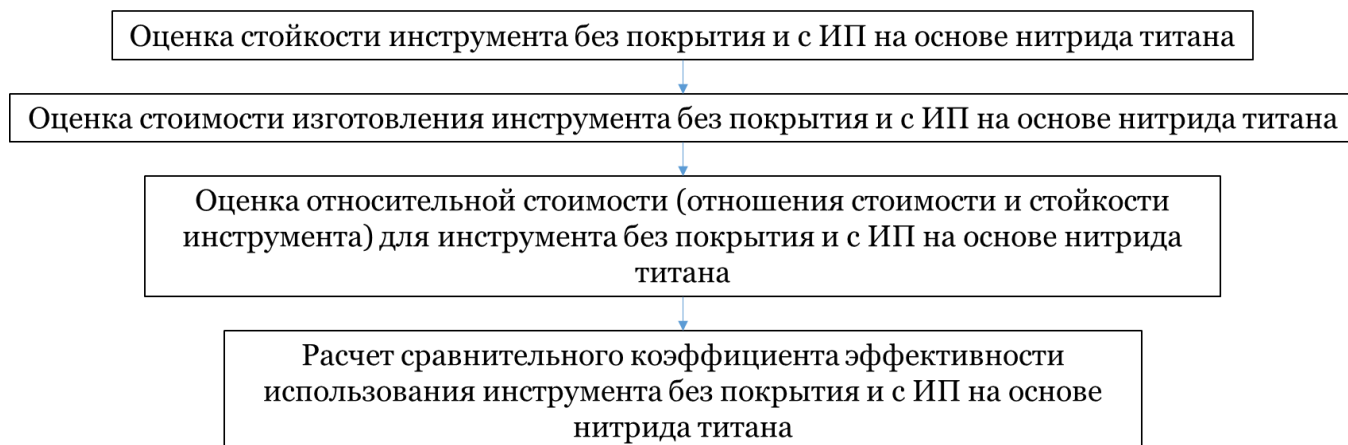 Оценка стойкости инструмента без покрытия и с ИП на основе нитрида титана
Оценка стоимости изготовления инструмента без покрытия и с ИП на основе нитрида титана
Оценка относительной стоимости (отношения стоимости и стойкости
инструмента) для инструмента без покрытия и с ИП на основе нитрида
титана
Расчет сравнительного коэффициента эффективности
использования инструмента без покрытия и с ИП на основе
нитрида титана